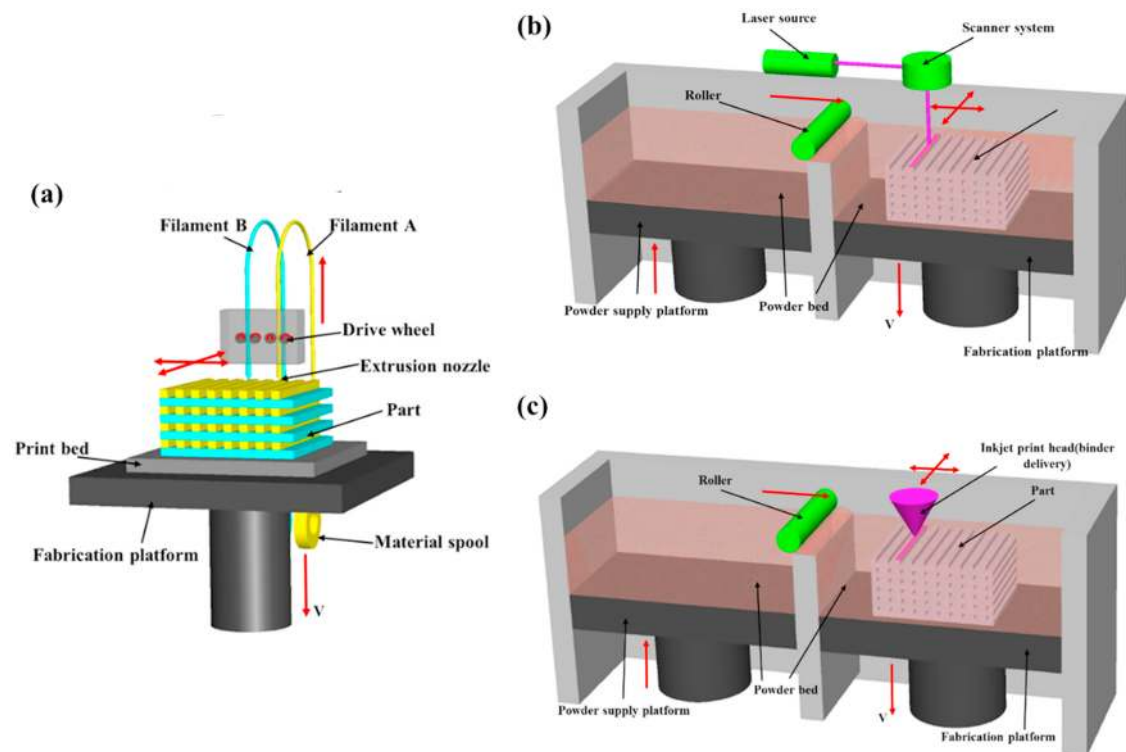 (a)
Filament B
Filament A
Drive wheel
Extrusion nozzle
Part
Print bed
Fabrication platform
Material spool
V
(b)
Laser source
Scanner system
Roller
Powder supply platform
Powder bed
V
Fabrication platform
(c)
Inkjet print head(binder
delivery)
Roller
Part
Powder supply platform
Powder bed
V
Fabrication platform